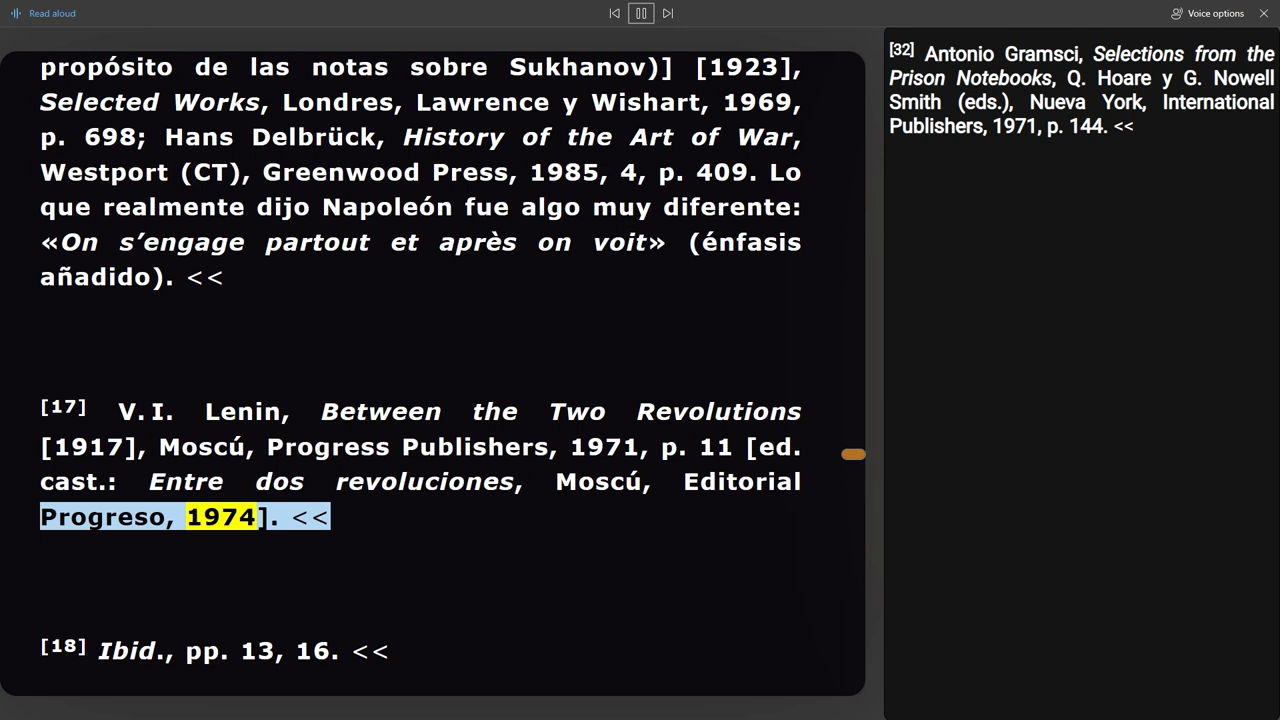 Read aloud
Voice options
propósito de las notas sobre Sukhanov)] [1923],
Selected Works, Londres, Lawrence y Wishart, 1969,
p. 698; Hans Delbrück, History of the Art of War,
Westport (CT), Greenwood Press, 1985, 4, p. 409. Lo
que realmente dijo Napoleón fue algo muy diferente:
«On s’engage partout et après on voit» (énfasis
añadido). <<
[17] V. I. Lenin, Between the Two Revolutions
[1917], Moscú, Progress Publishers, 1971, p. 11 [ed.
cast.: Entre dos revoluciones, Moscú, Editorial
Progreso, 1974]. <<
[18] Ibid., pp. 13, 16. <<
[32] Antonio Gramsci, Selections from the
Prison Notebooks, Q. Hoare y G. Nowell
Smith (eds.), Nueva York, International
Publishers, 1971, p. 144. <<